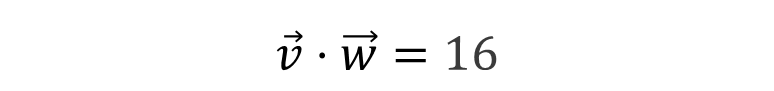 v⃗ · w⃗ = 16